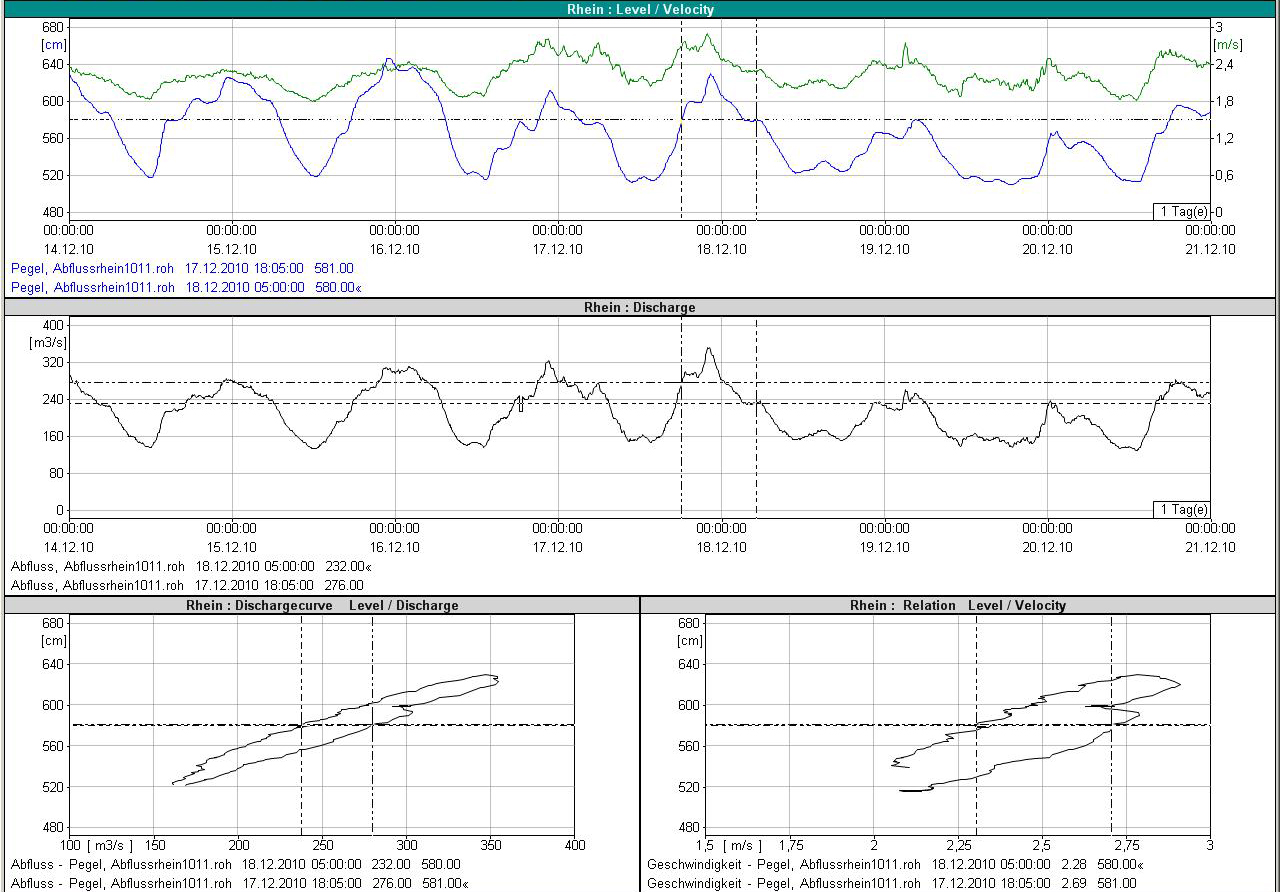 Rhein : Level / Velocity
680 3
[cm] [m/s]
640 2,4
600 1,8
560 1,2
520 0,6
480 1 Tag(e) 0
00:00:00 00:00:00 00:00:00 00:00:00 00:00:00 00:00:00 00:00:00 00:00:00
14.12.10 15.12.10 16.12.10 17.12.10 18.12.10 19.12.10 20.12.10 21.12.10
Pegel, Abflussrhein1011.roh 17.12.2010 18:05:00 581.00
Pegel, Abflussrhein1011.roh 18.12.2010 05:00:00 580.00«
Rhein : Discharge
400
[m3/s]
320
240
160
80
0 1 Tag(e)
00:00:00 00:00:00 00:00:00 00:00:00 00:00:00 00:00:00 00:00:00 00:00:00
14.12.10 15.12.10 16.12.10 17.12.10 18.12.10 19.12.10 20.12.10 21.12.10
Abfluss, Abflussrhein1011.roh 18.12.2010 05:00:00 232.00«
Abfluss, Abflussrhein1011.roh 17.12.2010 18:05:00 276.00
Rhein : Dischargecurve Level / Discharge
680
[cm]
640
600
560
520
480
100 [ m3/s ] 150 200 250 300 350 400
Abfluss - Pegel, Abflussrhein1011.roh 18.12.2010 05:00:00 232.00 580.00
Abfluss - Pegel, Abflussrhein1011.roh 17.12.2010 18:05:00 276.00 581.00«
Rhein : Relation Level / Velocity
680
[cm]
640
600
560
520
480
1,5 [ m/s ] 1,75 2 2,25 2,5 2,75 3
Geschwindigkeit - Pegel, Abflussrhein1011.roh 18.12.2010 05:00:00 2.28 580.00«
Geschwindigkeit - Pegel, Abflussrhein1011.roh 17.12.2010 18:05:00 2.69 581.00